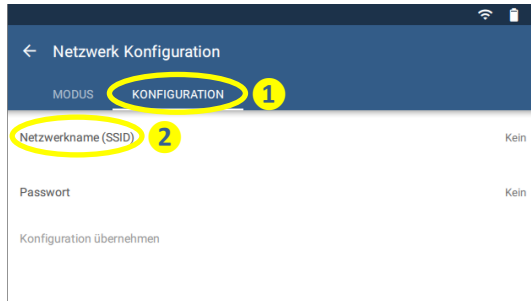 Netzwerk Konfiguration
MODUS KONFIGURATION 1
Netzwerkname (SSID) 2 Kein
Passwort Kein
Konfiguration übernehmen